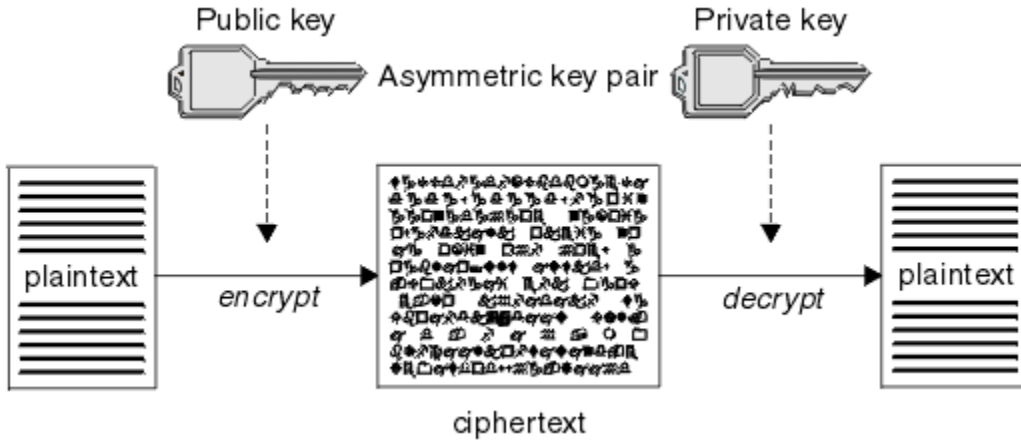 Public key
Private key
Asymmetric key pair
plaintext
encrypt
decrypt
plaintext
ciphertext